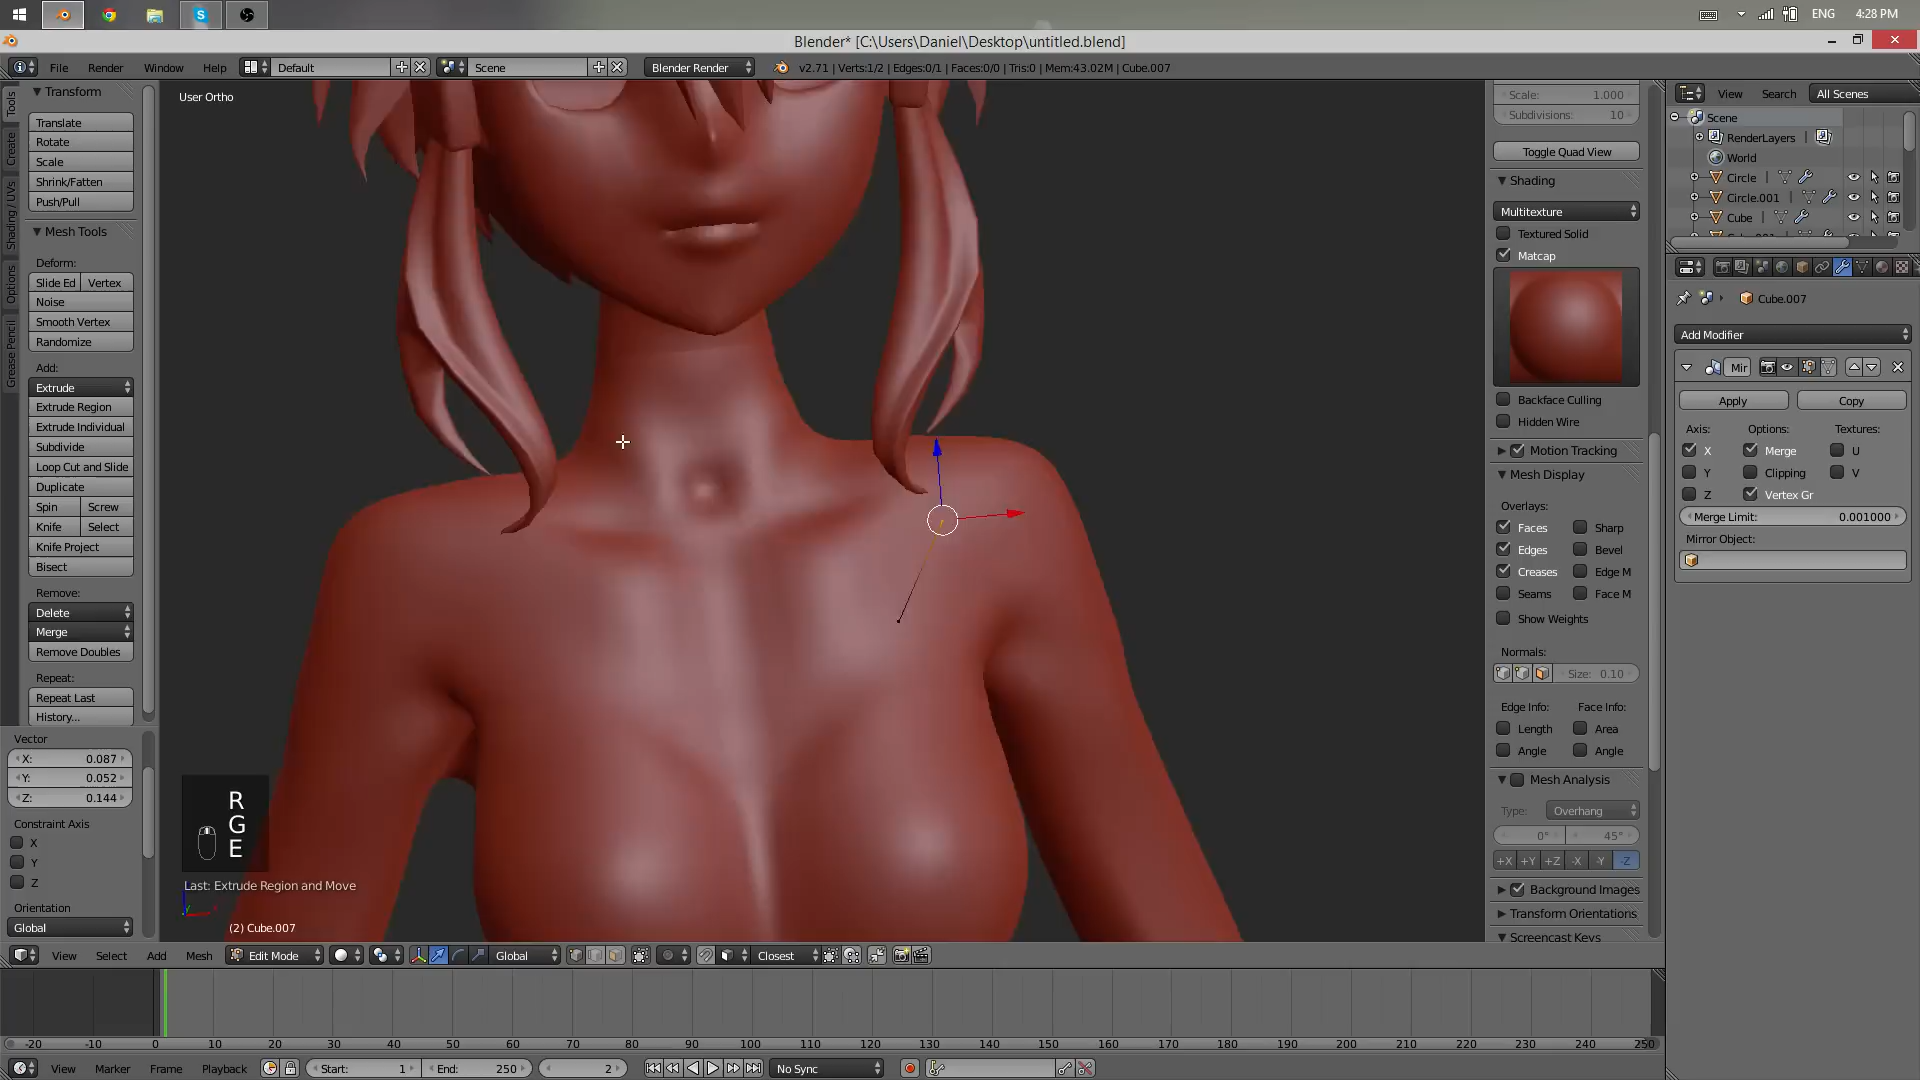 ENG
4:28 PM
Blender* [C:\Users\Daniel\Desktop\untitled.blend]
File
Render
Window
Help
Default
Scene
Blender Render
v2.71 | Verts:1/2 | Edges:0/1 | Faces:0/0 | Tris:0 | Mem:43.02M | Cube.007
Tools
Create
Shading / UVs
Options
Grease Pencil
Transform
Translate
Rotate
Scale
Shrink/Fatten
Push/Pull
Mesh Tools
Deform:
Slide Ed
Vertex
Noise
Smooth Vertex
Randomize
Add:
Extrude
Extrude Region
Extrude Individual
Subdivide
Loop Cut and Slide
Duplicate
Spin
Screw
Knife
Select
Knife Project
Bisect
Remove:
Delete
Merge
Remove Doubles
Repeat:
Repeat Last
History...
Vector
X: 0.087
Y: 0.052
Z: 0.144
Constraint Axis
X
Y
Z
Orientation
Global
User Ortho
R
G
E
Last: Extrude Region and Move
(2) Cube.007
Scale: 1.000
Subdivisions: 10
Toggle Quad View
Shading
Multitexture
Textured Solid
Matcap
Backface Culling
Hidden Wire
Motion Tracking
Mesh Display
Overlays:
Faces
Sharp
Edges
Bevel
Creases
Edge M
Seams
Face M
Show Weights
Normals:
Size: 0.10
Edge Info:
Face Info:
Length
Area
Angle
Angle
Mesh Analysis
Type:
Overhang
0°
45°
+X
+Y
+Z
-X
-Y
-Z
Background Images
Transform Orientations
Screencast Keys
View
Search
All Scenes
Scene
RenderLayers
World
Circle
Circle.001
Cube
Cube.007
Add Modifier
Mir
Apply
Copy
Axis:
Options:
Textures:
X
Merge
U
Y
Clipping
V
Z
Vertex Gr
Merge Limit: 0.001000
Mirror Object:
View
Select
Add
Mesh
Edit Mode
Global
Closest
-20
-10
0
10
20
30
40
50
60
70
80
90
100
110
120
130
140
150
160
170
180
190
200
210
220
230
240
250
View
Marker
Frame
Playback
Start: 1
End: 250
2
No Sync